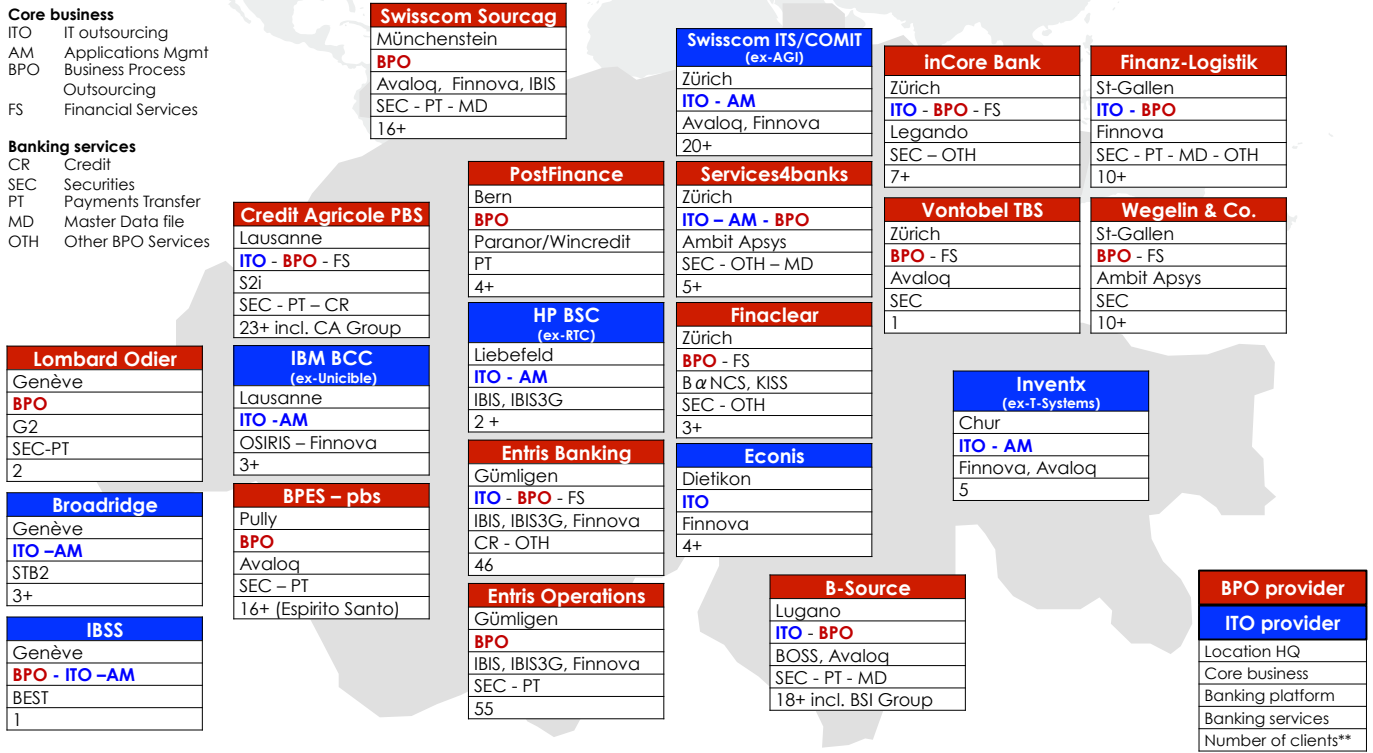 Core business
ITO IT outsourcing
AM Applications Mgmt
BPO Business Process
Outsourcing
FS Financial Services
Banking services
CR Credit
SEC Securities
PT Payments Transfer
MD Master Data file
OTH Other BPO Services
Swisscom Sourcag
Münchenstein
BPO
Avaloq, Finnova, IBIS
SEC - PT - MD
16+
Swisscom ITS/COMIT
(ex-AGI)
Zürich
ITO - AM
Avaloq, Finnova
20+
inCore Bank
Zürich
ITO - BPO - FS
Legando
SEC – OTH
7+
Finanz-Logistik
St-Gallen
ITO - BPO
Finnova
SEC - PT - MD - OTH
10+
PostFinance
Bern
BPO
Paranor/Wincredit
PT
4+
Services4banks
Zürich
ITO – AM - BPO
Ambit Apsys
SEC - OTH – MD
5+
Vontobel TBS
Zürich
BPO - FS
Avaloq
SEC
1
Wegelin & Co.
St-Gallen
BPO - FS
Ambit Apsys
SEC
10+
Credit Agricole PBS
Lausanne
ITO - BPO - FS
S2i
SEC - PT – CR
23+ incl. CA Group
HP BSC
(ex-RTC)
Liebefeld
ITO - AM
IBIS, IBIS3G
2 +
Finaclear
Zürich
BPO - FS
BαNCS, KISS
SEC - OTH
3+
Lombard Odier
Genève
BPO
G2
SEC-PT
2
IBM BCC
(ex-Unicible)
Lausanne
ITO -AM
OSIRIS – Finnova
3+
Inventx
(ex-T-Systems)
Chur
ITO - AM
Finnova, Avaloq
5
Entris Banking
Gümligen
ITO - BPO - FS
IBIS, IBIS3G, Finnova
CR - OTH
46
Econis
Dietikon
ITO
Finnova
4+
Broadridge
Genève
ITO –AM
STB2
3+
BPES – pbs
Pully
BPO
Avaloq
SEC – PT
16+ (Espirito Santo)
Entris Operations
Gümligen
BPO
IBIS, IBIS3G, Finnova
SEC - PT
55
B-Source
Lugano
ITO - BPO
BOSS, Avaloq
SEC - PT - MD
18+ incl. BSI Group
IBSS
Genève
BPO - ITO –AM
BEST
1
BPO provider
ITO provider
Location HQ
Core business
Banking platform
Banking services
Number of clients**